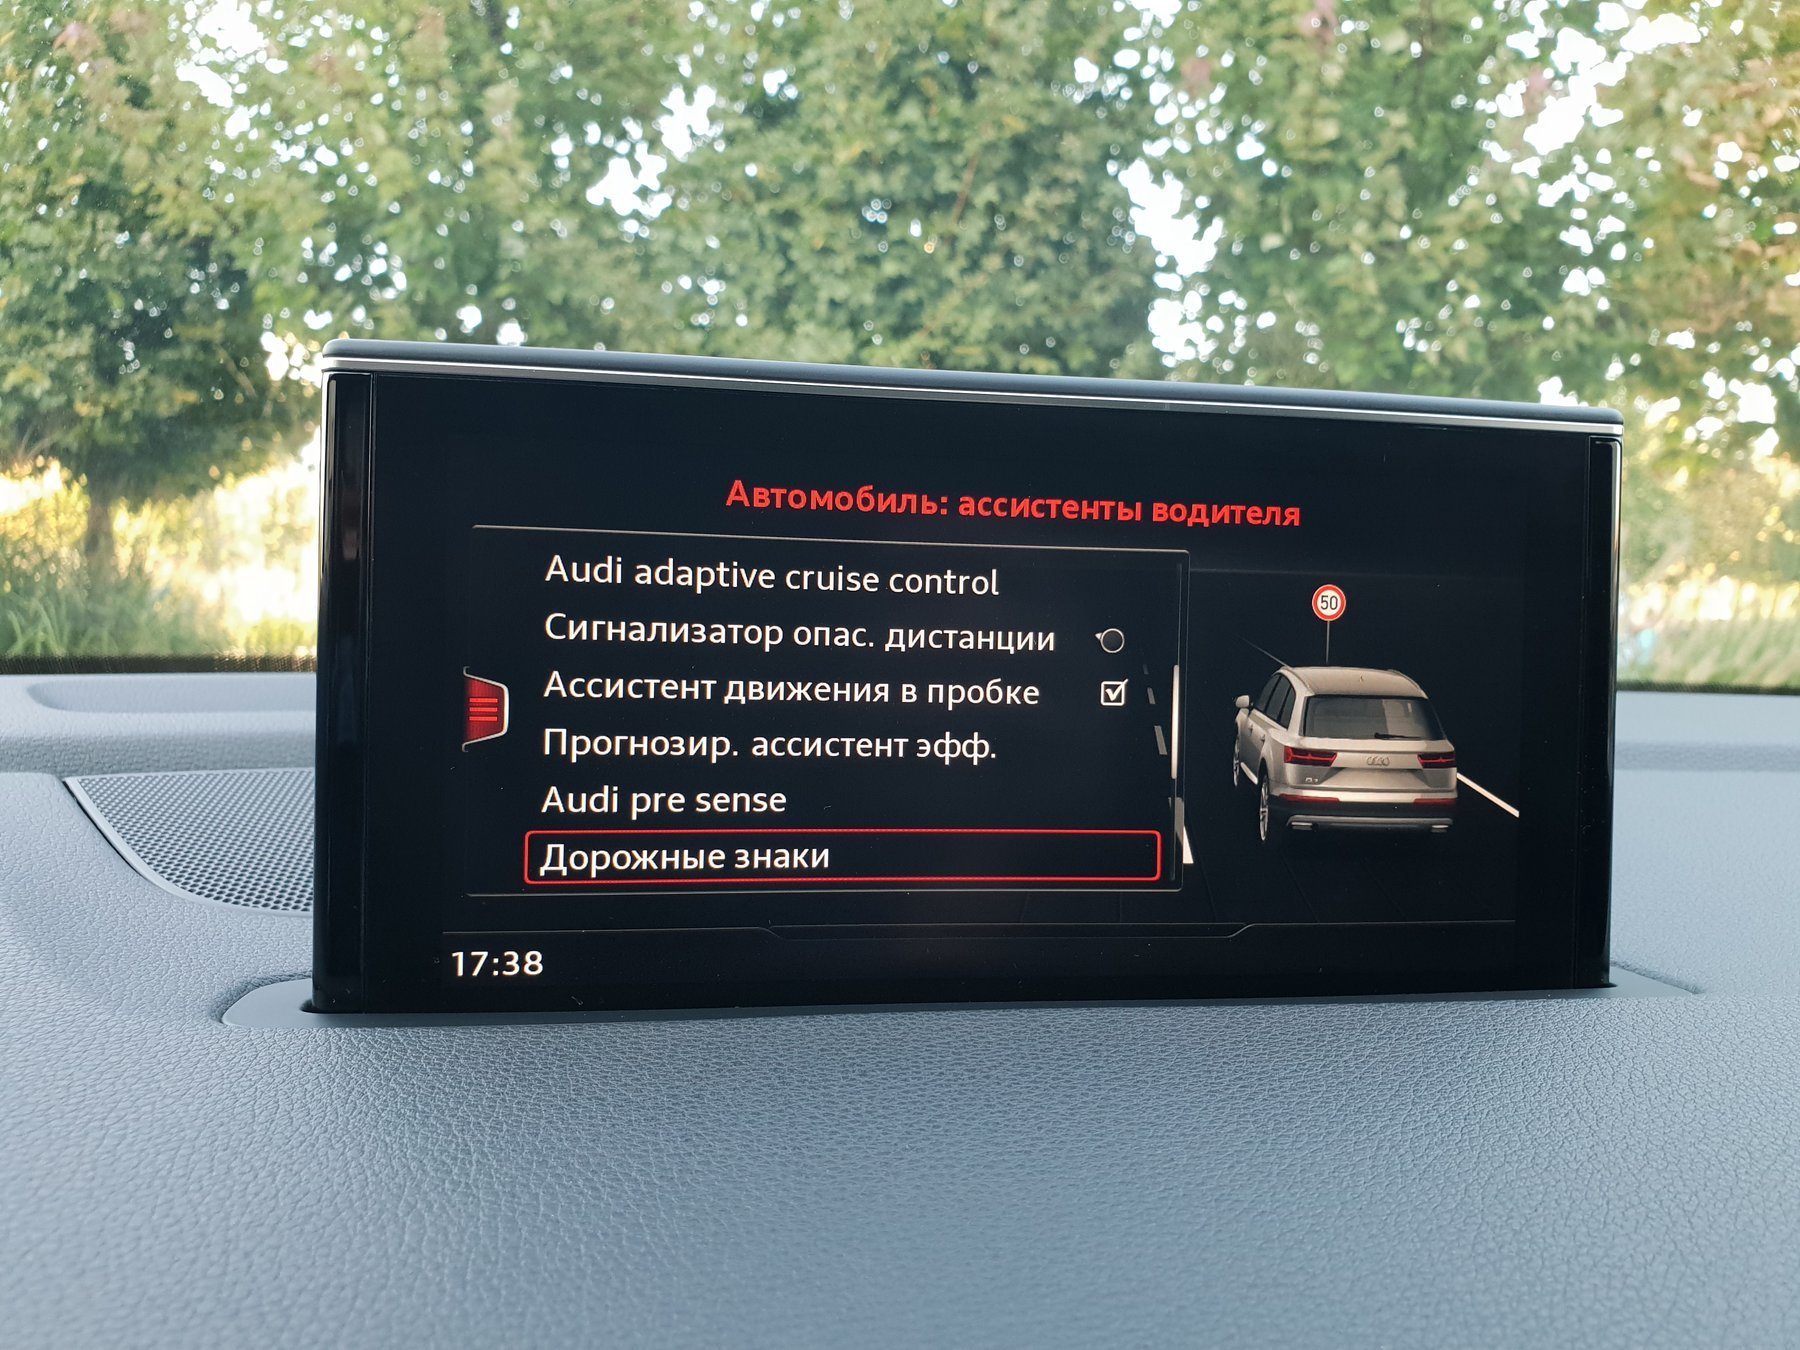 Автомобиль: ассистенты водителя
Audi adaptive cruise control
Сигнализатор опас. дистанции
Ассистент движения в пробке
Прогнозир. ассистент эфф.
Audi pre sense
Дорожные знаки
50
17:38